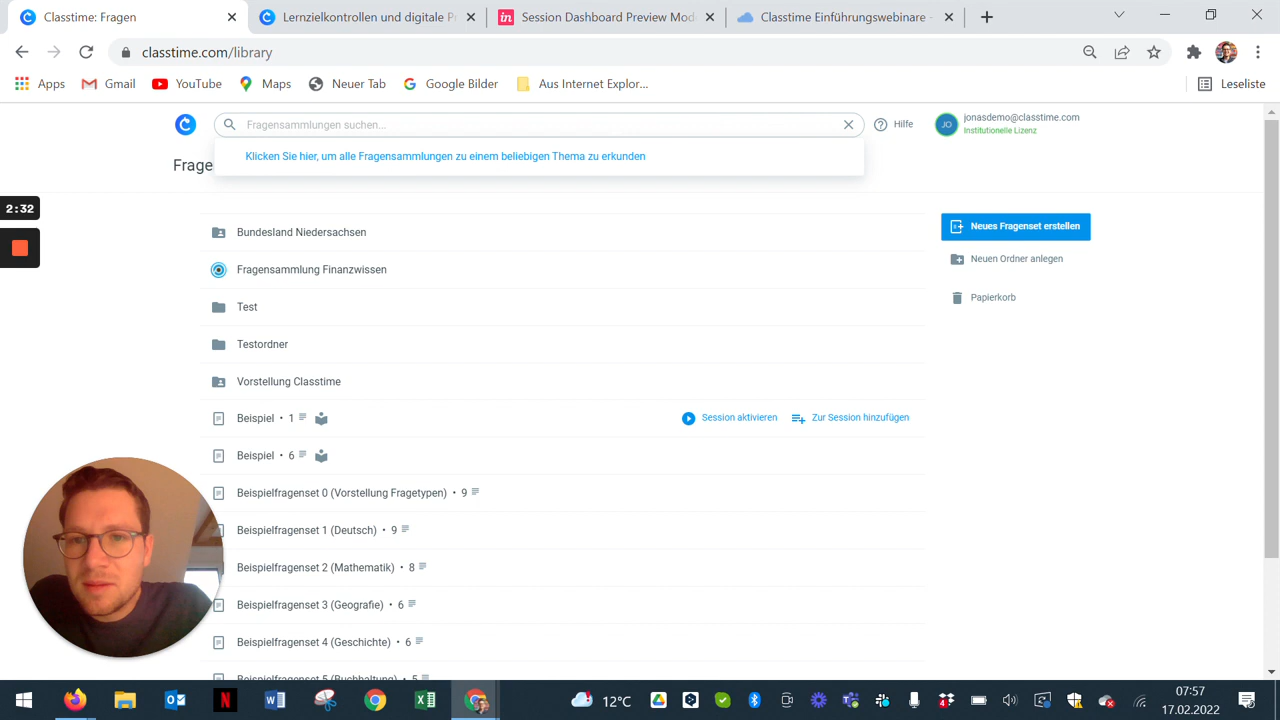 Classtime: Fragen
Lernzielkontrollen und digitale P
Session Dashboard Preview Mod
Classtime Einführungswebinare -
classtime.com/library
Apps
Gmail
YouTube
Maps
Neuer Tab
Google Bilder
Aus Internet Explor...
Leseliste
Fragensammlungen suchen...
Hilfe
JO
jonasdemo@classtime.com
Institutionelle Lizenz
Klicken Sie hier, um alle Fragensammlungen zu einem beliebigen Thema zu erkunden
Frage
2:32
Bundesland Niedersachsen
Neues Fragenset erstellen
Fragensammlung Finanzwissen
Neuen Ordner anlegen
Test
Papierkorb
Testordner
Vorstellung Classtime
Beispiel • 1
Session aktivieren
Zur Session hinzufügen
Beispiel • 6
Beispielfragenset 0 (Vorstellung Fragetypen) • 9
Beispielfragenset 1 (Deutsch) • 9
Beispielfragenset 2 (Mathematik) • 8
Beispielfragenset 3 (Geografie) • 6
Beispielfragenset 4 (Geschichte) • 6
Beispielfragenset 5 (Buchhaltung) • 5
12°C
07:57
17.02.2022